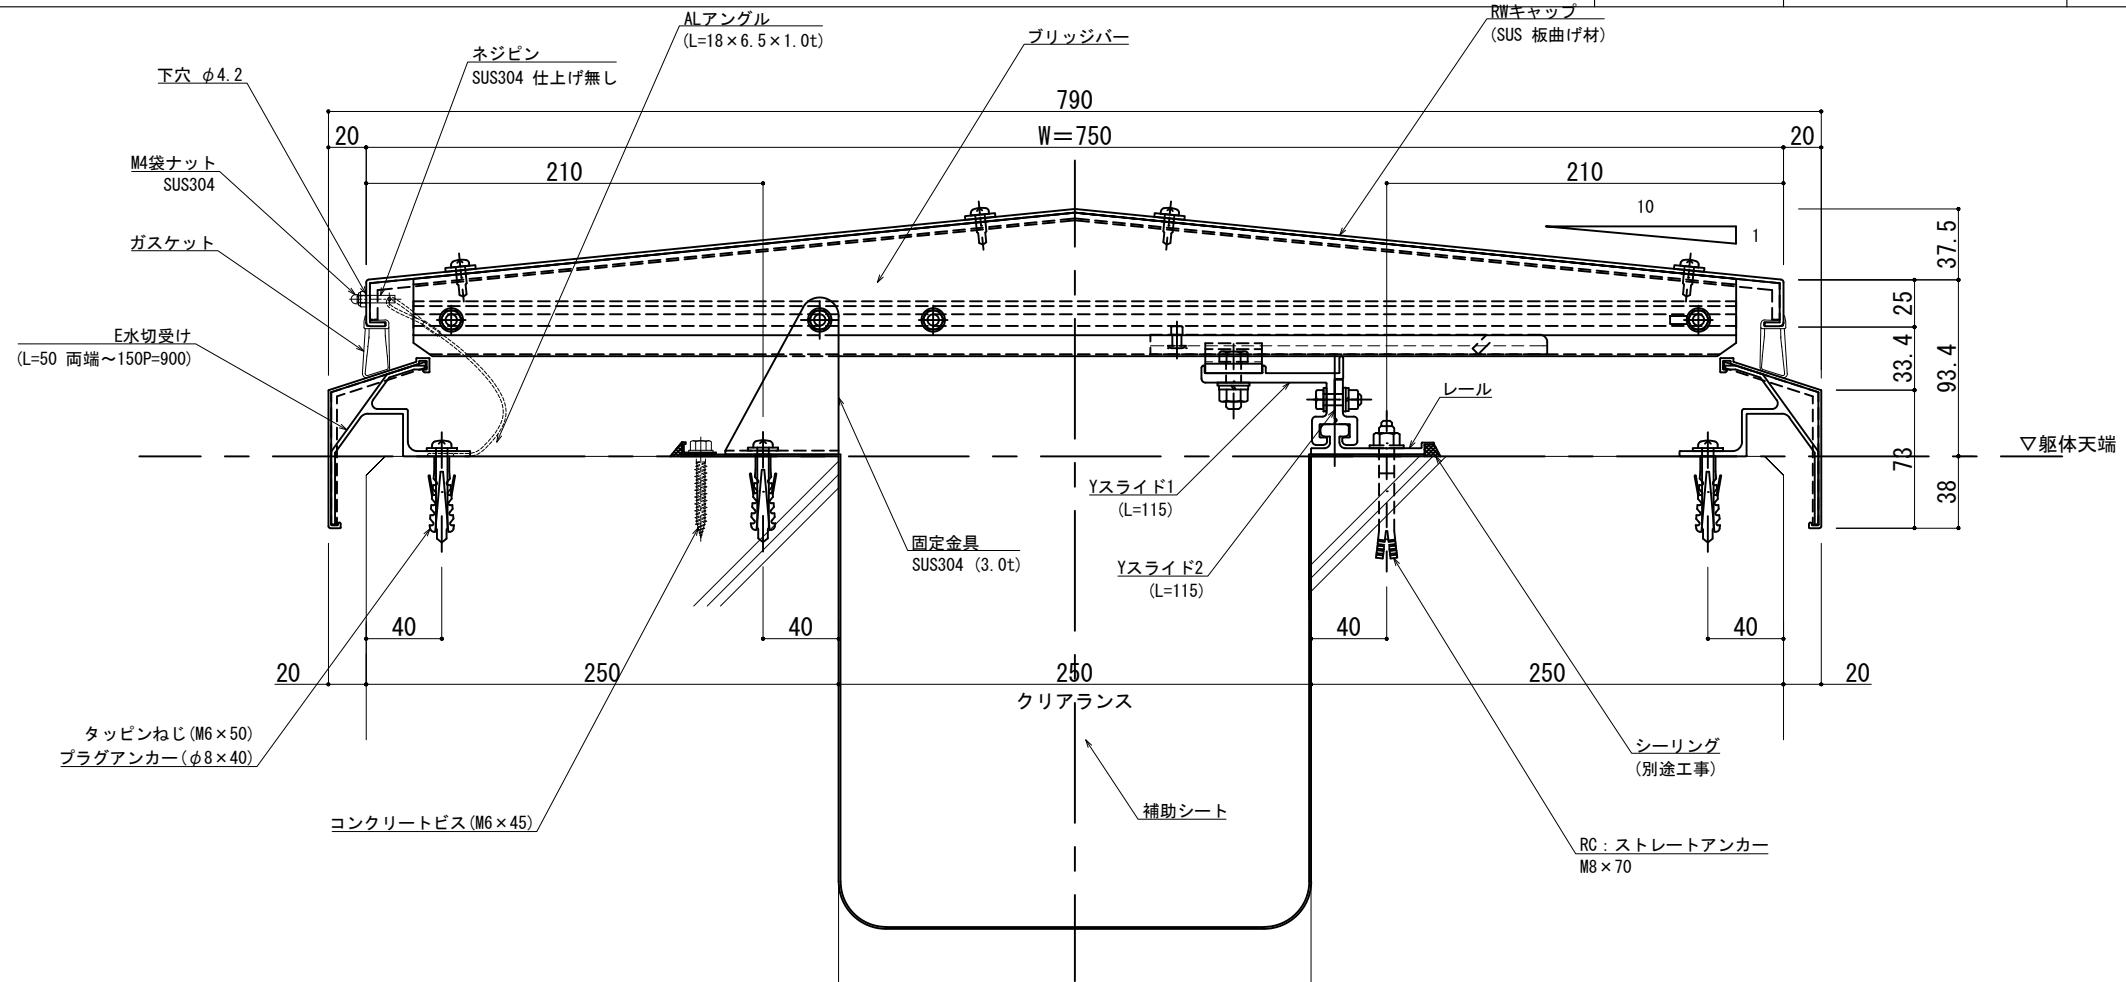 ALアングル
(L=18×6.5×1.0t)
RWキャップ
(SUS 板曲げ材)
ブリッジバー
ネジピン
SUS304 仕上げ無し
下穴 φ4.2
790
20
W=750
20
M4袋ナット
SUS304
210
210
10
1
37.5
ガスケット
25
33.4
93.4
E水切受け
(L=50 両端～150P=900)
レール
73
38
▽躯体天端
Yスライド1
(L=115)
固定金具
SUS304 (3.0t)
Yスライド2
(L=115)
40
40
40
40
20
250
250
250
20
クリアランス
タッピンねじ(M6×50)
プラグアンカー(φ8×40)
シーリング
(別途工事)
コンクリートビス(M6×45)
補助シート
RC：ストレートアンカー
M8×70